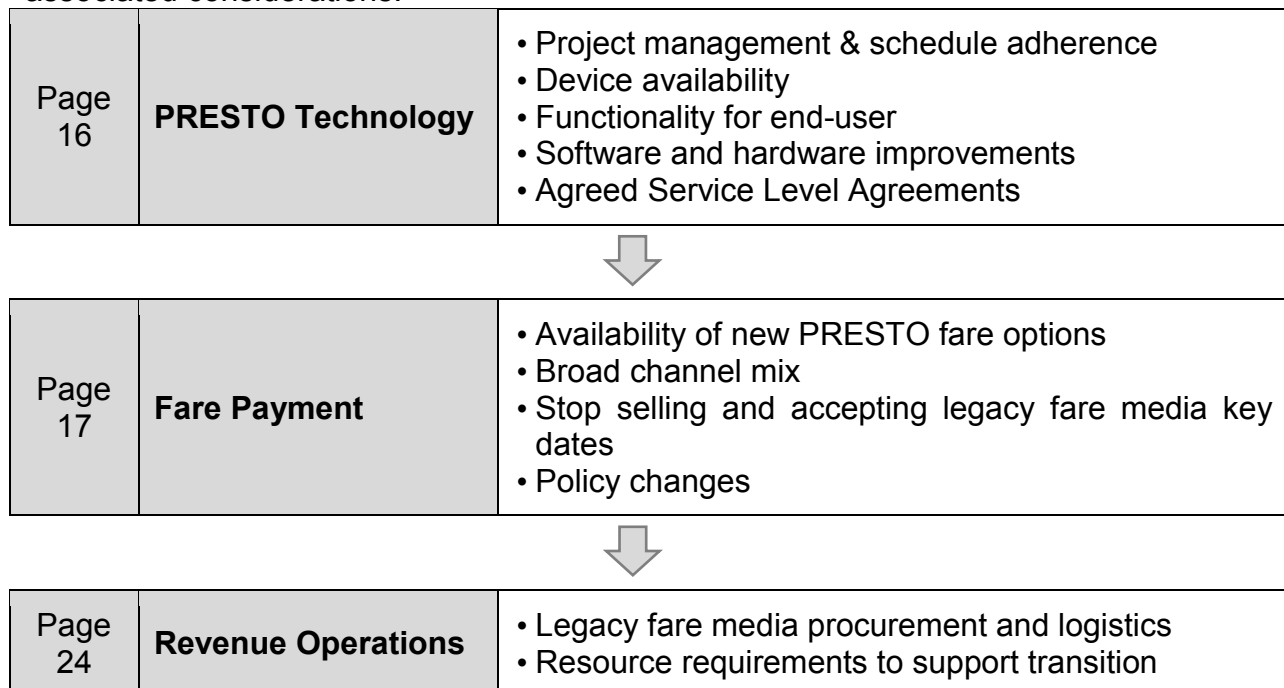 associated considerations.
Page
16
PRESTO Technology
• Project management & schedule adherence
• Device availability
• Functionality for end-user
• Software and hardware improvements
• Agreed Service Level Agreements
Page
17
Fare Payment
• Availability of new PRESTO fare options
• Broad channel mix
• Stop selling and accepting legacy fare media key
dates
• Policy changes
Page
24
Revenue Operations
• Legacy fare media procurement and logistics
• Resource requirements to support transition